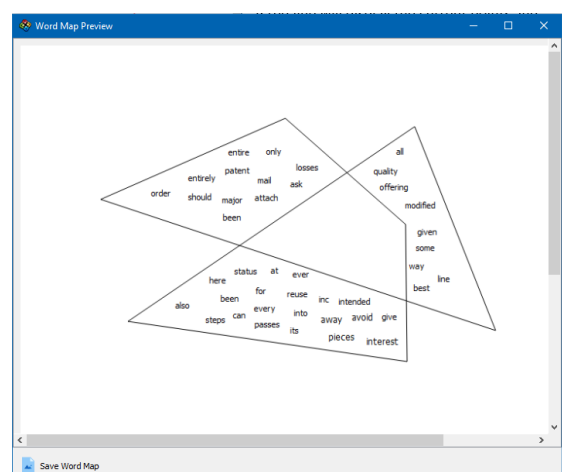 Word Map Preview
all
entire only
losses
quality
patent
entirely
mail
ask
offering
order
should
major
attach
modified
been
given
some
way
line
best
status at ever
here
for
reuse
been
inc intended
also
every
can
into
away avoid give
steps
passes
its
pieces
interest
Save Word Map